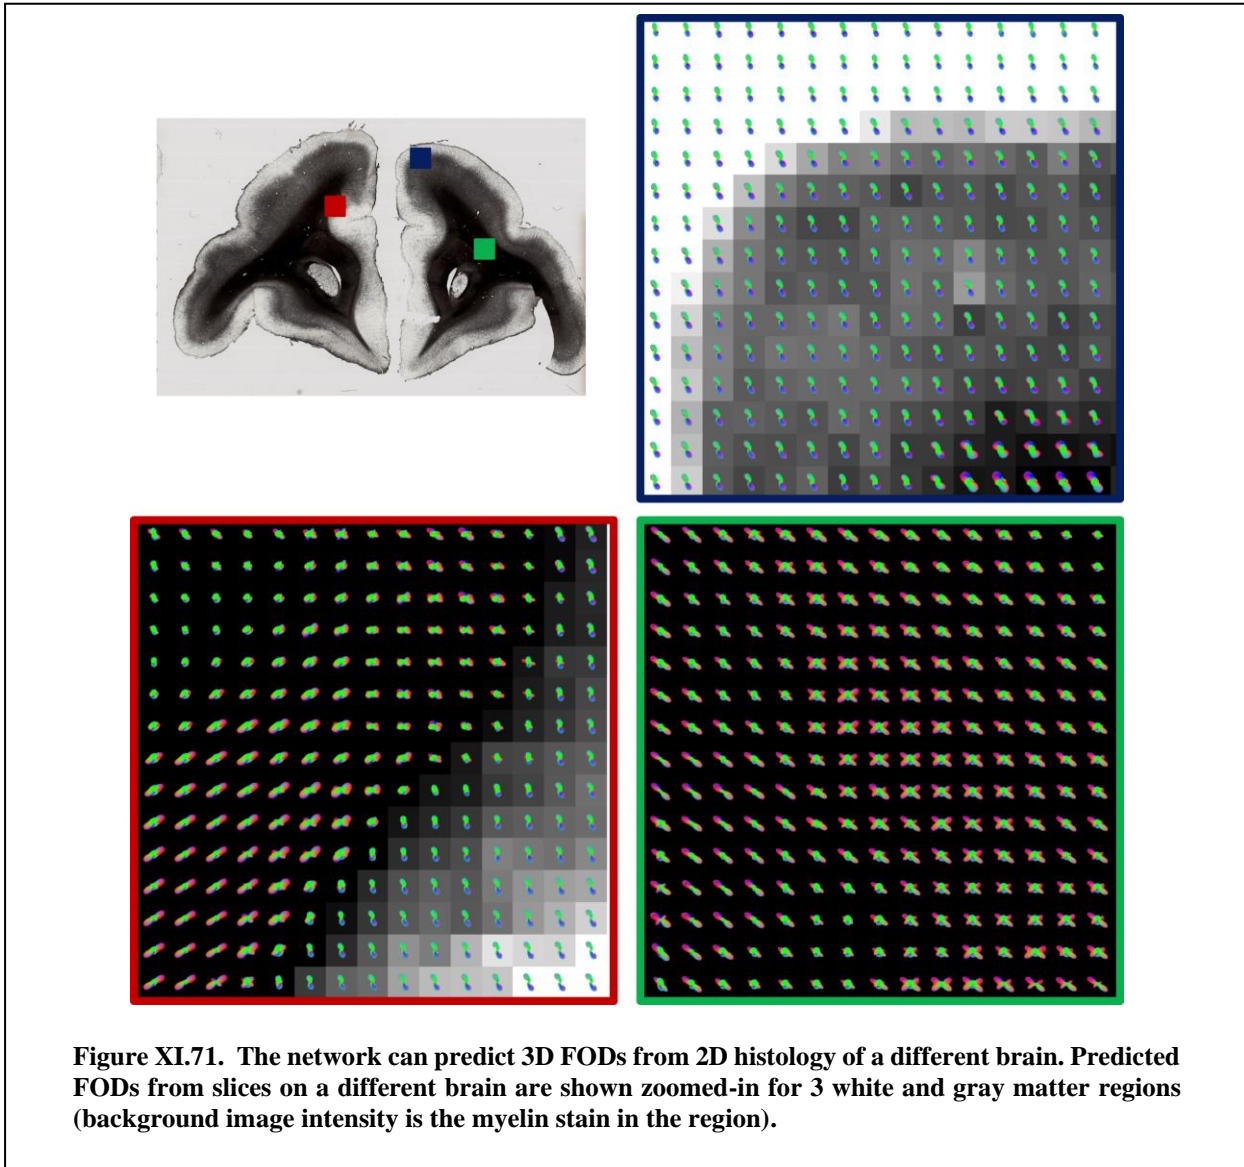 Figure XI.71. The network can predict 3D FODs from 2D histology of a different brain. Predicted
FODs from slices on a different brain are shown zoomed-in for 3 white and gray matter regions
(background image intensity is the myelin stain in the region).